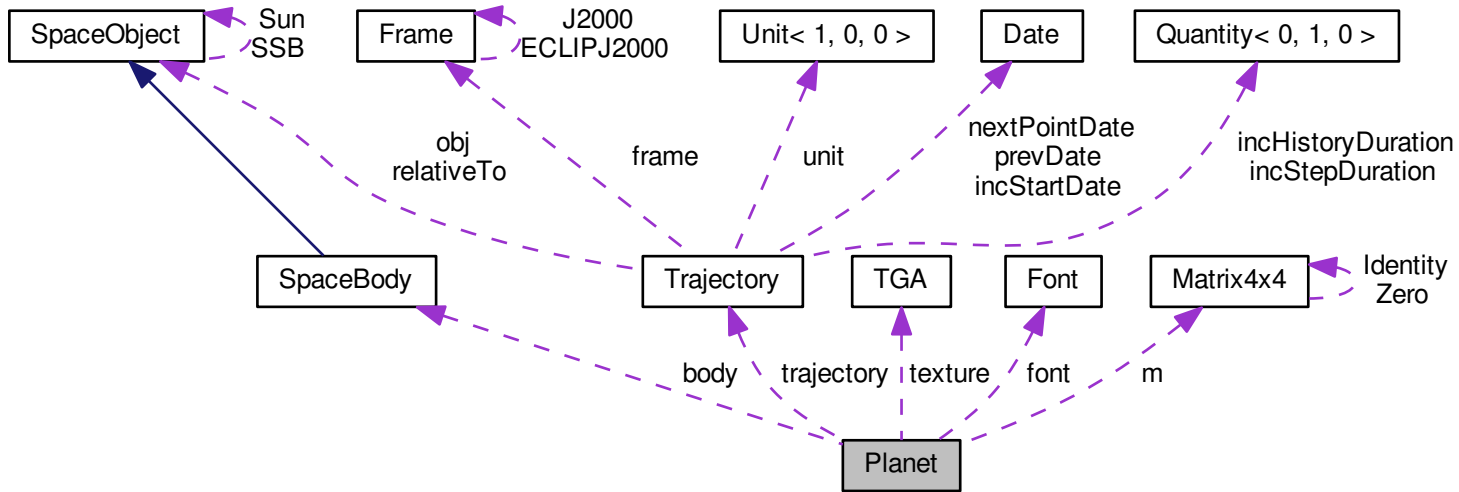 SpaceObject
Sun
SSB
Frame
J2000
ECLIPJ2000
Unit< 1, 0, 0 >
Date
Quantity< 0, 1, 0 >
obj
relativeTo
frame
unit
nextPointDate
prevDate
incStartDate
incHistoryDuration
incStepDuration
SpaceBody
Trajectory
TGA
Font
Matrix4x4
Identity
Zero
body
trajectory
texture
font
m
Planet